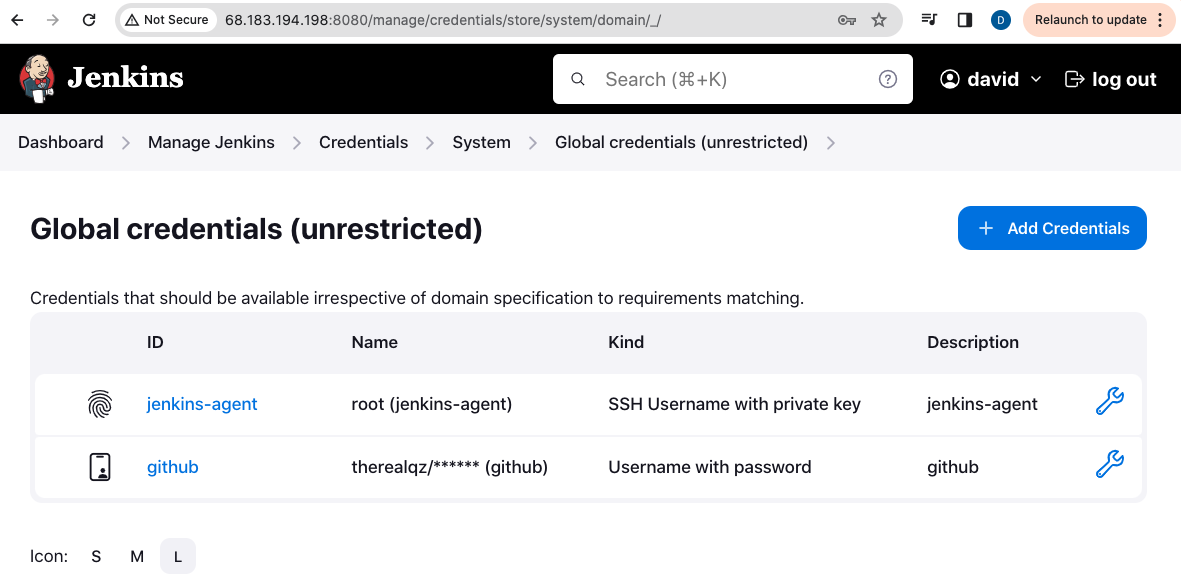 Not Secure 68.183.194.198:8080/manage/credentials/store/system/domain/_/ D Relaunch to update
Jenkins Search (⌘+K) david log out
Dashboard Manage Jenkins Credentials System Global credentials (unrestricted)
Global credentials (unrestricted) + Add Credentials
Credentials that should be available irrespective of domain specification to requirements matching.
ID Name Kind Description
jenkins-agent root (jenkins-agent) SSH Username with private key jenkins-agent
github therealqz/****** (github) Username with password github
Icon: S M L